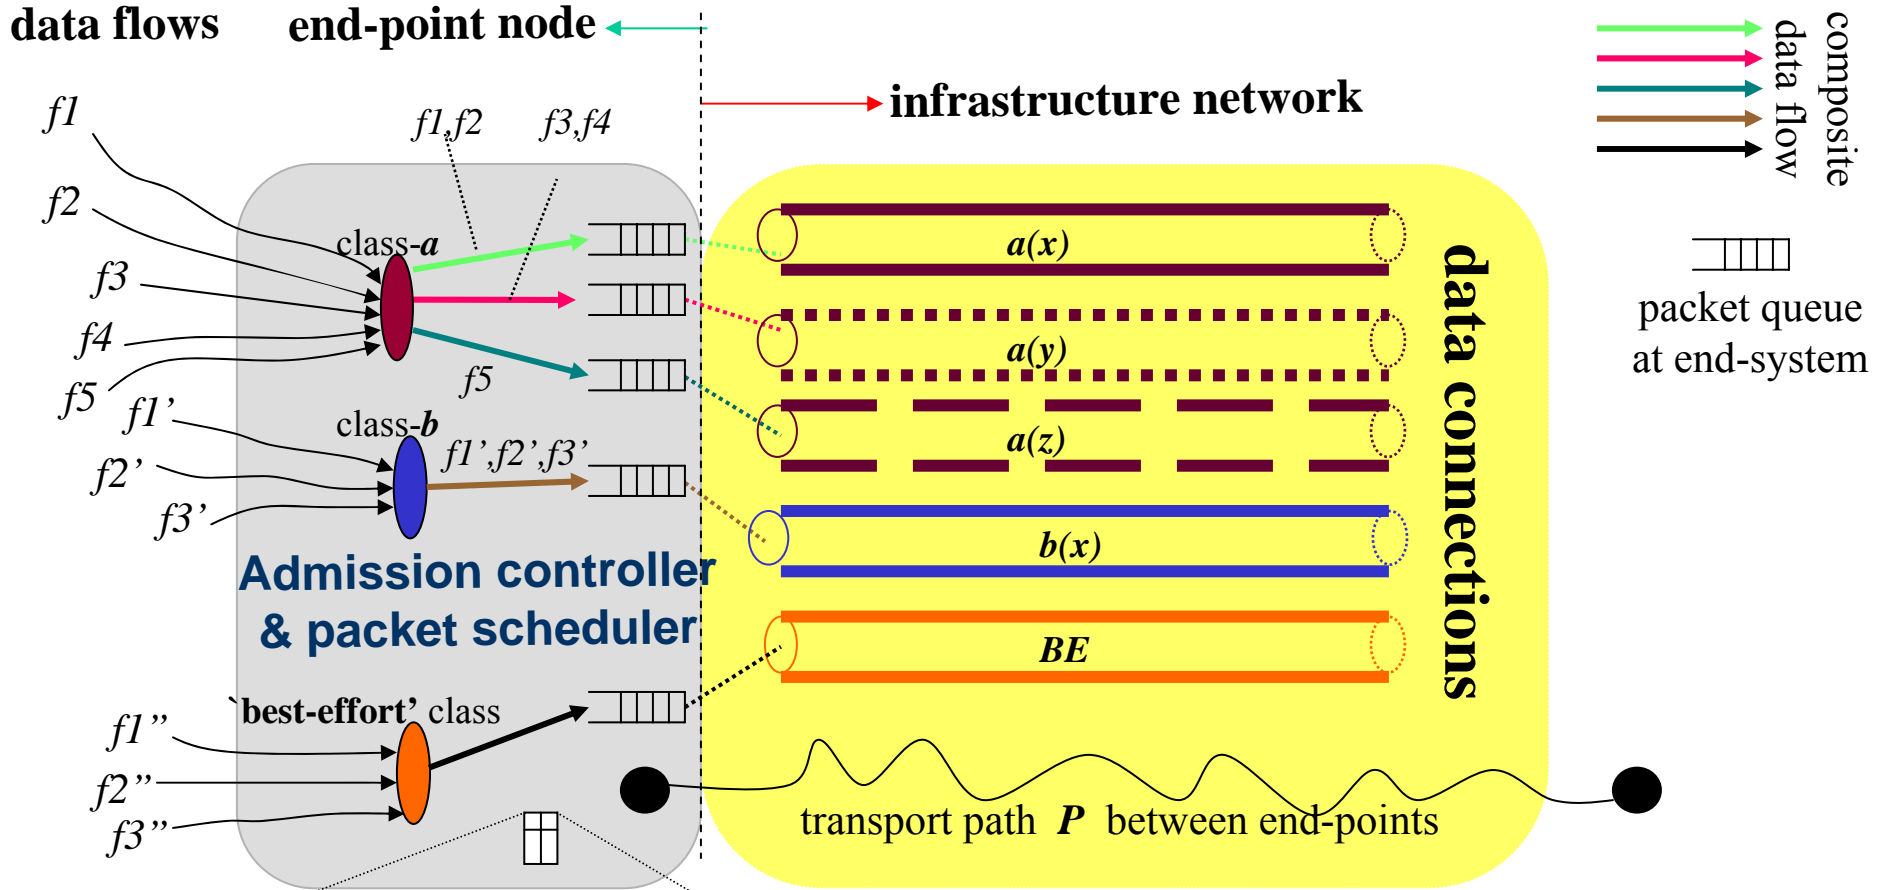 data flows
end-point node
infrastructure network
composite
data flow
f1
f2
f3
f4
f5
f1,f2
f3,f4
class-a
f5
f1’
f2’
f3’
class-b
f1’,f2’,f3’
Admission controller
& packet scheduler
`best-effort’ class
f1”
f2”
f3”
a(x)
a(y)
a(z)
b(x)
BE
data connections
packet queue
at end-system
transport path P between end-points